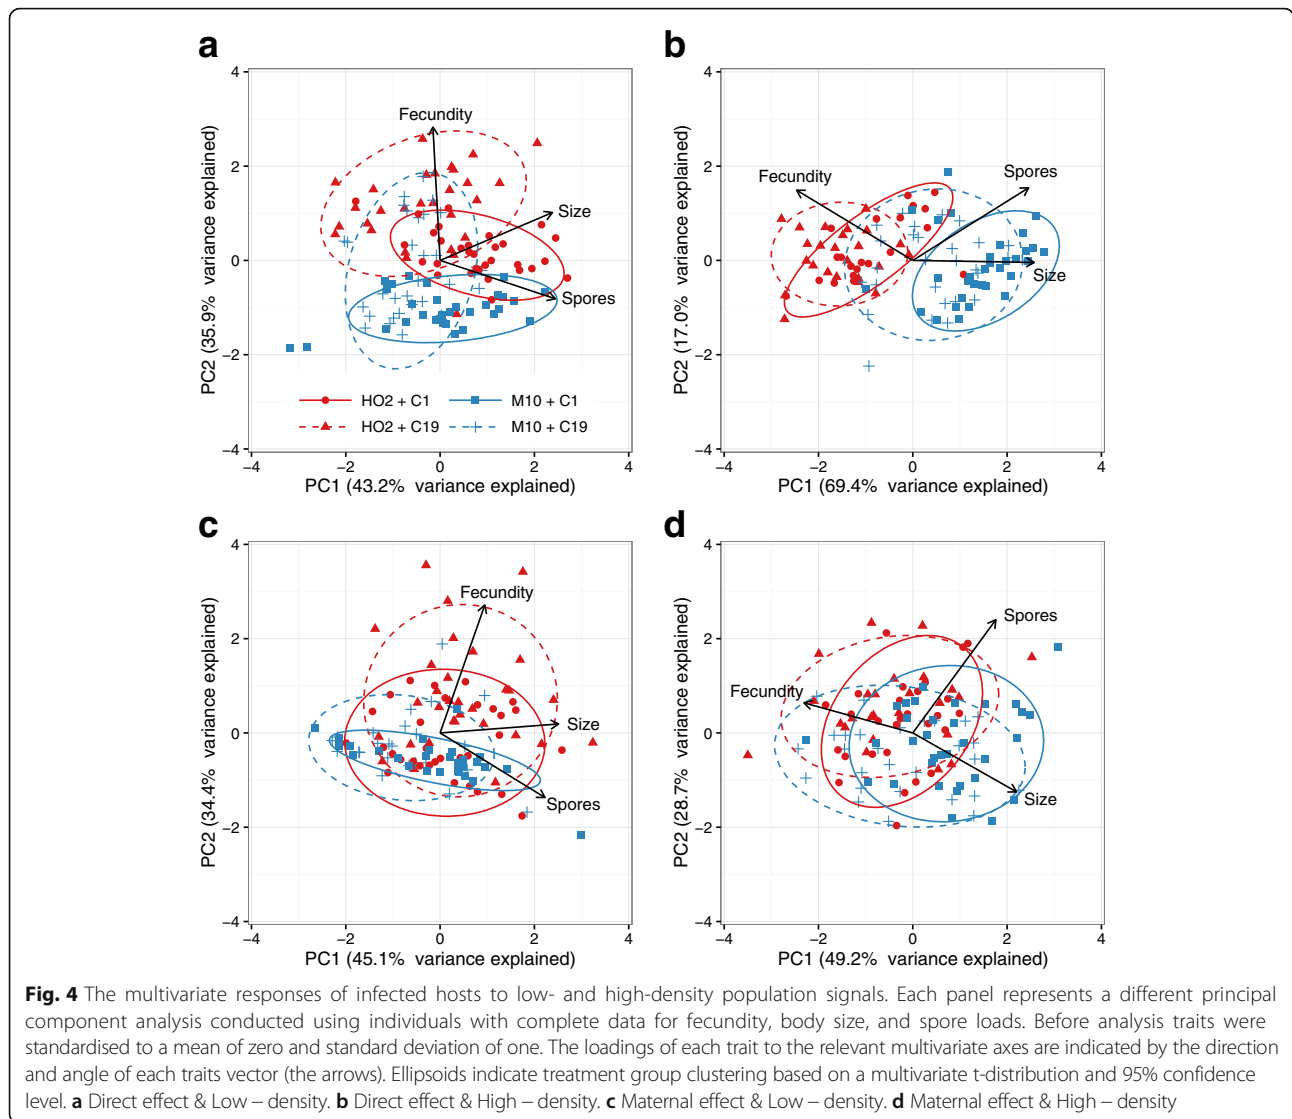 a
4
2
0
−2
−4
−4
−2
0
2
4
PC2 (35.9% variance explained)
PC1 (43.2% variance explained)
Fecundity
Size
Spores
HO2 + C1
M10 + C1
HO2 + C19
M10 + C19
b
4
2
0
−2
−4
−4
−2
0
2
4
PC2 (17.0% variance explained)
PC1 (69.4% variance explained)
Fecundity
Spores
Size
c
4
2
0
−2
−4
−4
−2
0
2
4
PC2 (34.4% variance explained)
PC1 (45.1% variance explained)
Fecundity
Size
Spores
d
4
2
0
−2
−4
−4
−2
0
2
4
PC2 (28.7% variance explained)
PC1 (49.2% variance explained)
Spores
Fecundity
Size
Fig. 4 The multivariate responses of infected hosts to low- and high-density population signals. Each panel represents a different principal
component analysis conducted using individuals with complete data for fecundity, body size, and spore loads. Before analysis traits were
standardised to a mean of zero and standard deviation of one. The loadings of each trait to the relevant multivariate axes are indicated by the direction
and angle of each traits vector (the arrows). Ellipsoids indicate treatment group clustering based on a multivariate t-distribution and 95% confidence
level. a Direct effect & Low − density. b Direct effect & High − density. c Maternal effect & Low − density. d Maternal effect & High − density